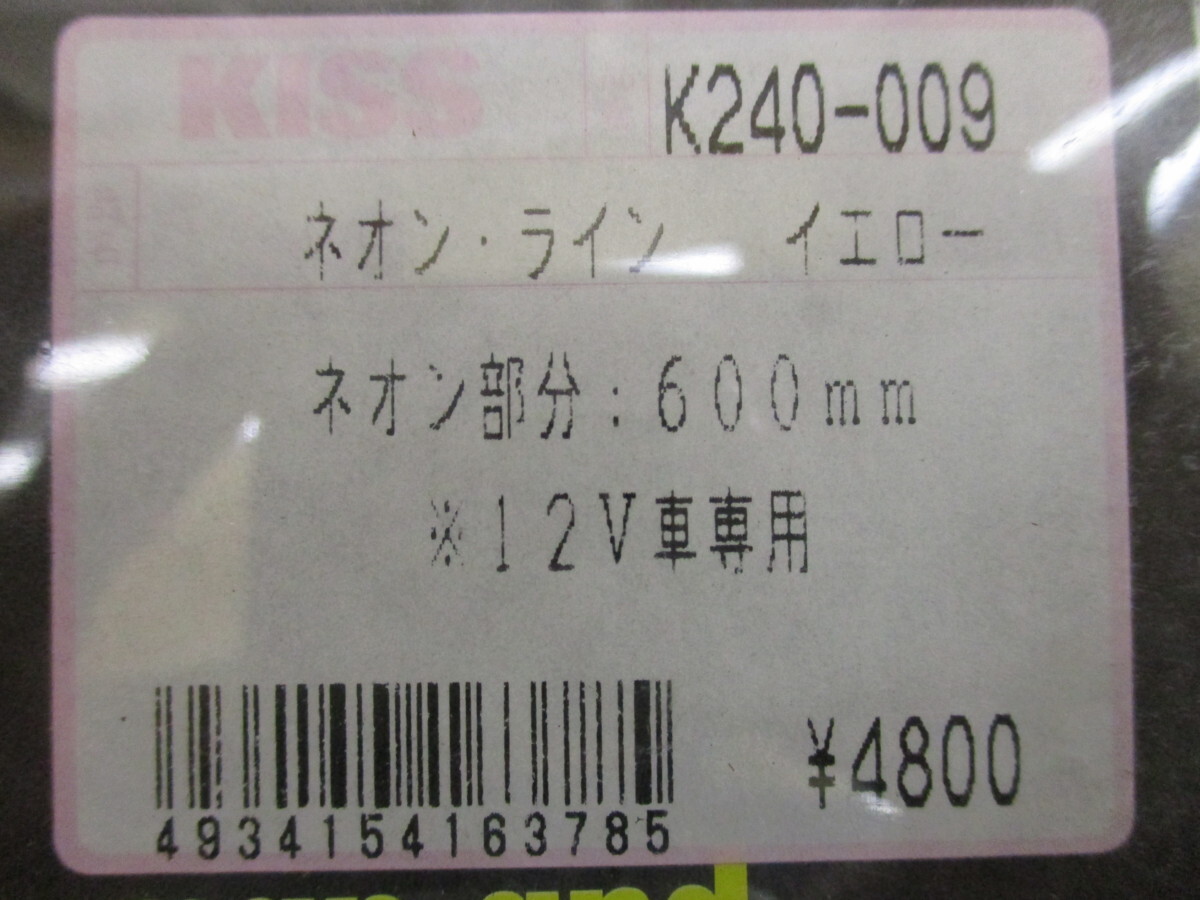 KISS
K240-009
ネオン・ライン イエロー
ネオン部分：600mm
※12V車専用
¥4800
4934154163785
and